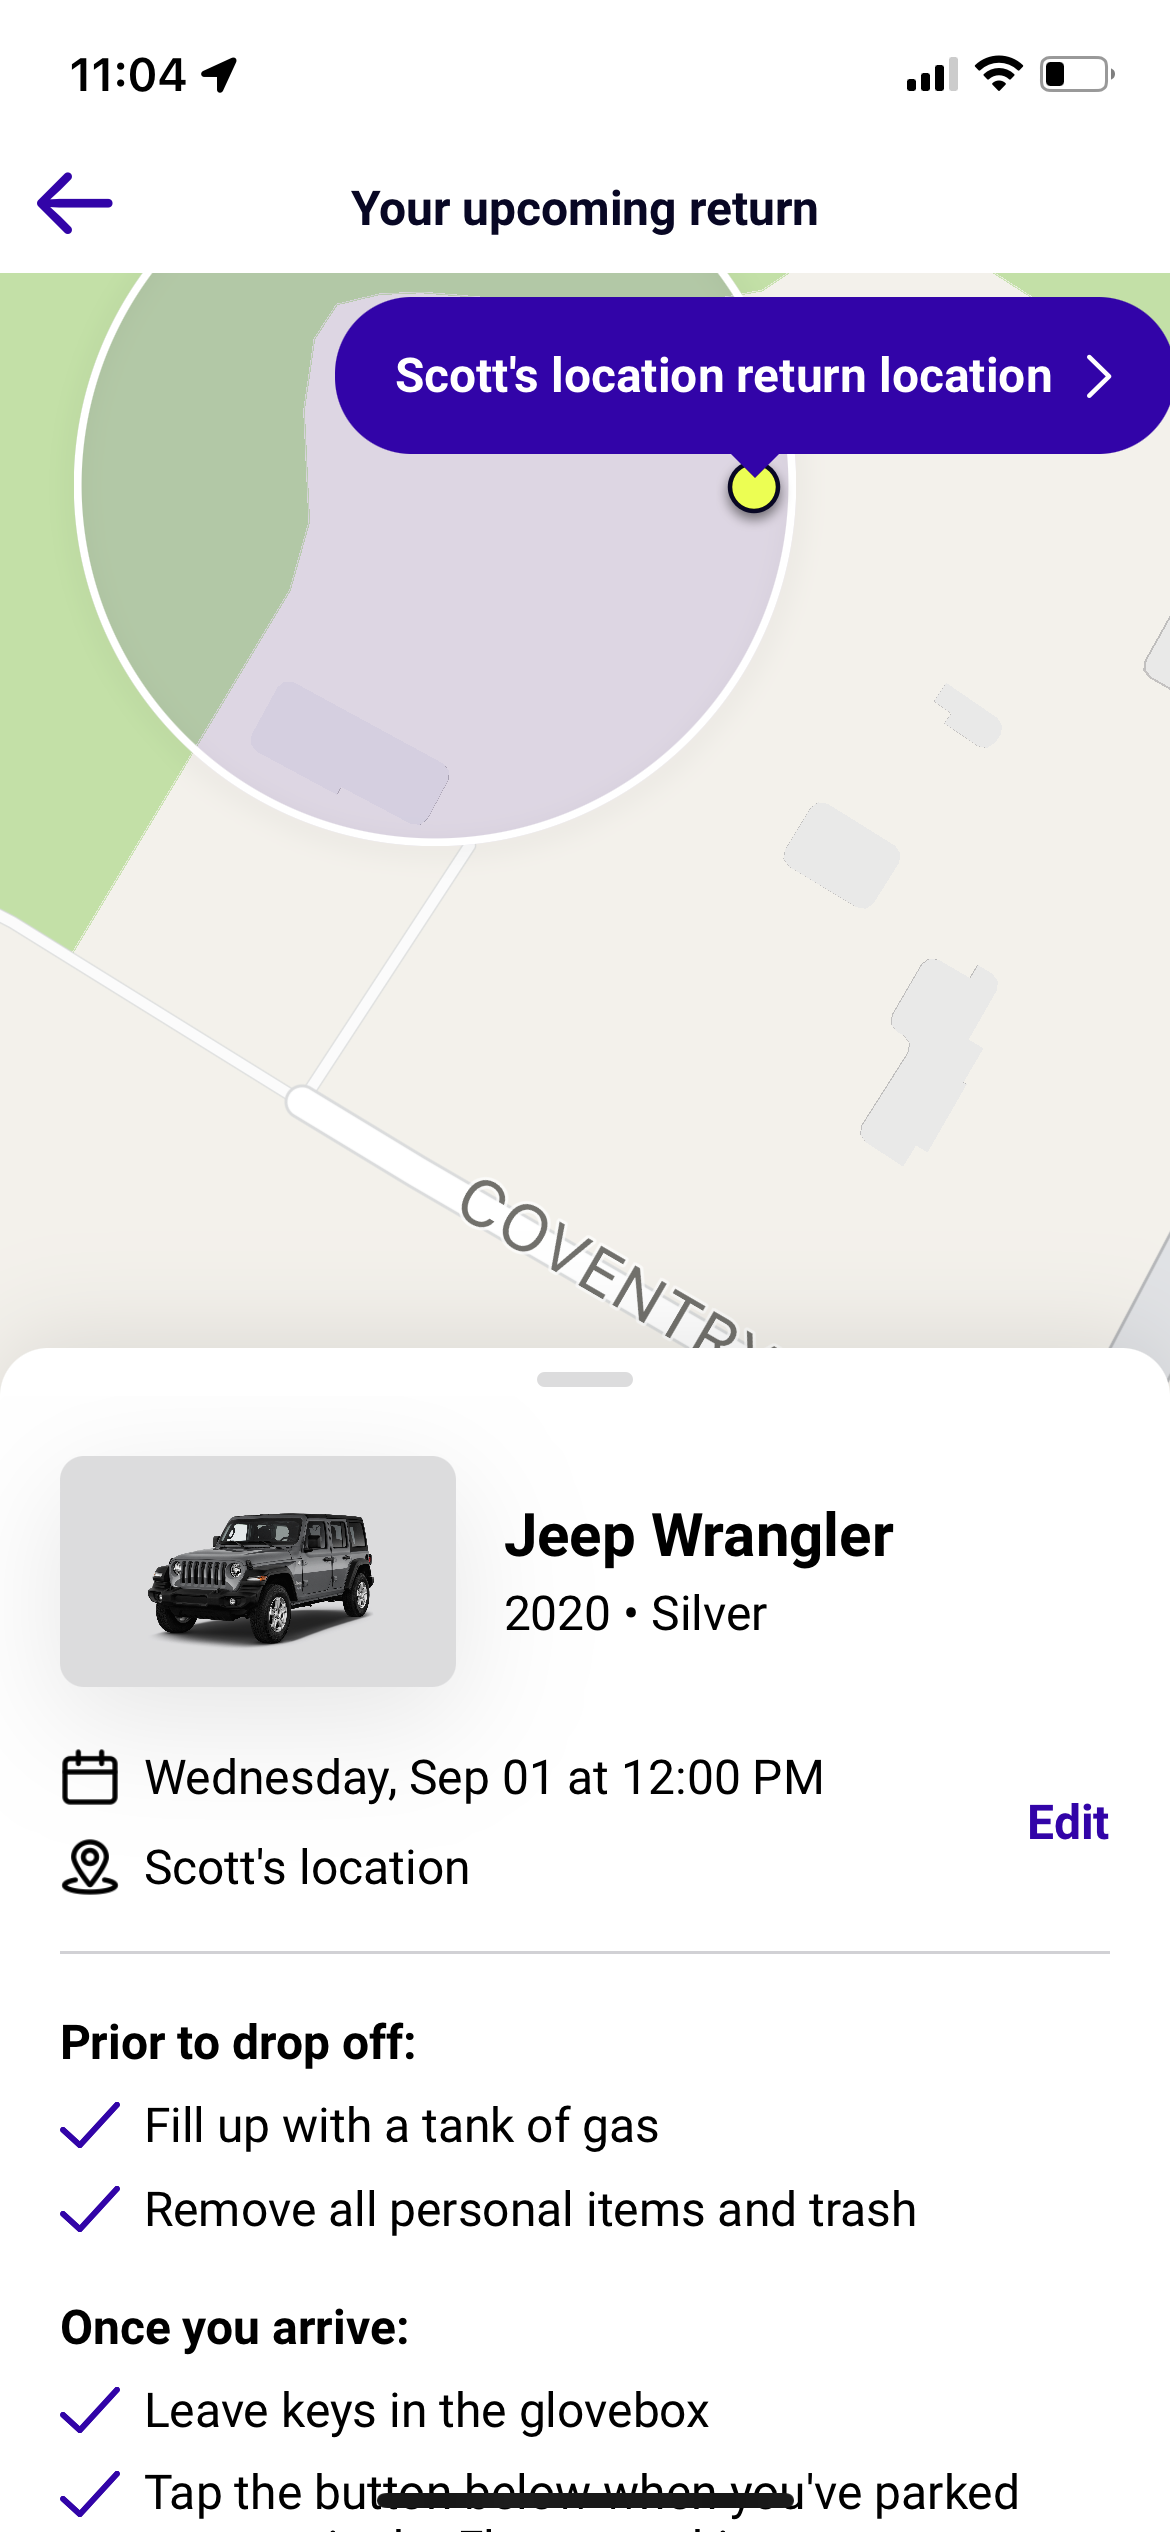 11:04
Your upcoming return
Scott's location return location
COVENTRY
Jeep Wrangler
2020 • Silver
Wednesday, Sep 01 at 12:00 PM
Edit
Scott's location
Prior to drop off:
Fill up with a tank of gas
Remove all personal items and trash
Once you arrive:
Leave keys in the glovebox
Tap the button below when you've parked